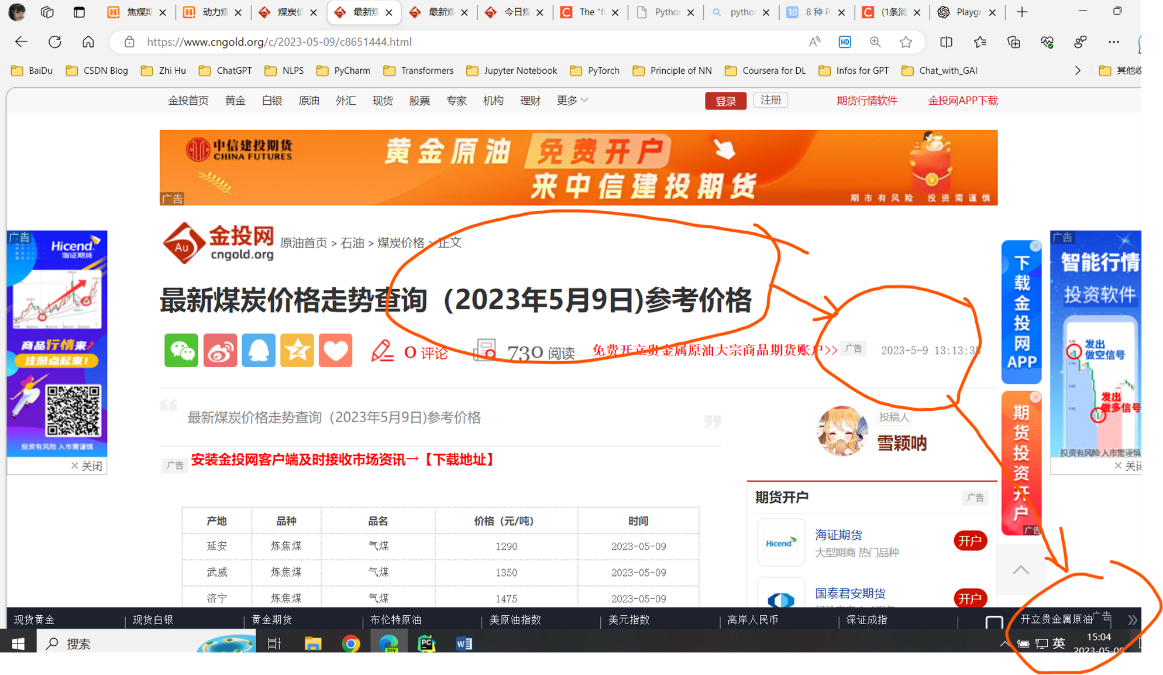 焦煤期
动力煤
煤炭价
最新煤
最新煤
今日煤
The "f
Python
python
8 种 P
(1条消
Playgr
https://www.cngold.org/c/2023-05-09/c8651444.html
BaiDu
CSDN Blog
Zhi Hu
ChatGPT
NLPS
PyCharm
Transformers
Jupyter Notebook
PyTorch
Principle of NN
Coursera for DL
Infos for GPT
Chat_with_GAI
其他收
金投首页 黄金 白银 原油 外汇 现货 股票 专家 机构 理财 更多
登录
注册
期货行情软件
金投网APP下载
中信建投期货
CHINA FUTURES
黄金原油 免费开户
来中信建投期货
期市有风险 投资需谨慎
广告
金投网
Au
cngold.org
原油首页 > 石油 > 煤炭价格 > 正文
最新煤炭价格走势查询（2023年5月9日)参考价格
0 评论
730 阅读
免费开立贵金属原油大宗商品期货账户>>
广告
2023-5-9 13:13:38
最新煤炭价格走势查询（2023年5月9日)参考价格
投稿人
雪颖呐
广告
安装金投网客户端及时接收市场资讯→【下载地址】
产地 品种 品名 价格（元/吨） 时间
延安 炼焦煤 气煤 1290 2023-05-09
武威 炼焦煤 气煤 1350 2023-05-09
济宁 炼焦煤 气煤 1475 2023-05-09
期货开户
广告
Hicend
海证期货
大型期商 热门品种
开户
国泰君安期货
开户
广告
Hicend
海证期货
商品行情来
注册领点起来!
投资有风险 入市需谨慎
× 关闭
下载金投网APP
期货投资开户
广告
广告
智能行情
投资软件
发出
做空信号
发出
做多信号
投资有风险 入市需谨慎
× 关闭
现货黄金
现货白银
黄金期货
布伦特原油
美原油指数
美元指数
离岸人民币
保证成指
开立贵金属原油
广告
搜索
英
15:04
2023-05-09